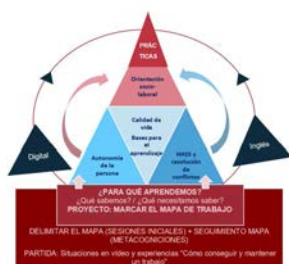 PRÁC
TICAS
Orientación
socio-
laboral
Calidad de
vida
Bases para
el
aprendizaje
Autonomía
de la
persona
HHSS y
resolución
de
conflictos
Digital
Inglés
¿PARA QUÉ APRENDEMOS?
¿Qué sabemos? / ¿Qué necesitamos saber?
PROYECTO: MARCAR EL MAPA DE TRABAJO
DELIMITAR EL MAPA (SESIONES INICIALES) + SEGUIMIENTO MAPA
(METACOGNICIONES)
PARTIDA: Situaciones en vídeo y experiencias "Cómo conseguir y mantener
un trabajo"